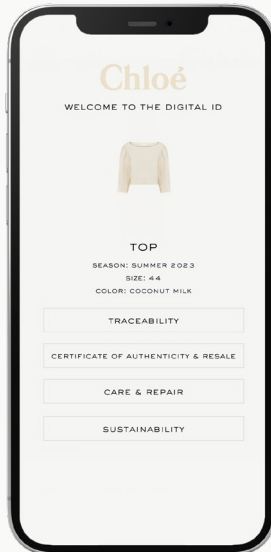 Chloé
WELCOME TO THE DIGITAL ID
TOP
SEASON: SUMMER 2023
SIZE: 44
COLOR: COCONUT MILK
TRACEABILITY
CERTIFICATE OF AUTHENTICITY & RESALE
CARE & REPAIR
SUSTAINABILITY